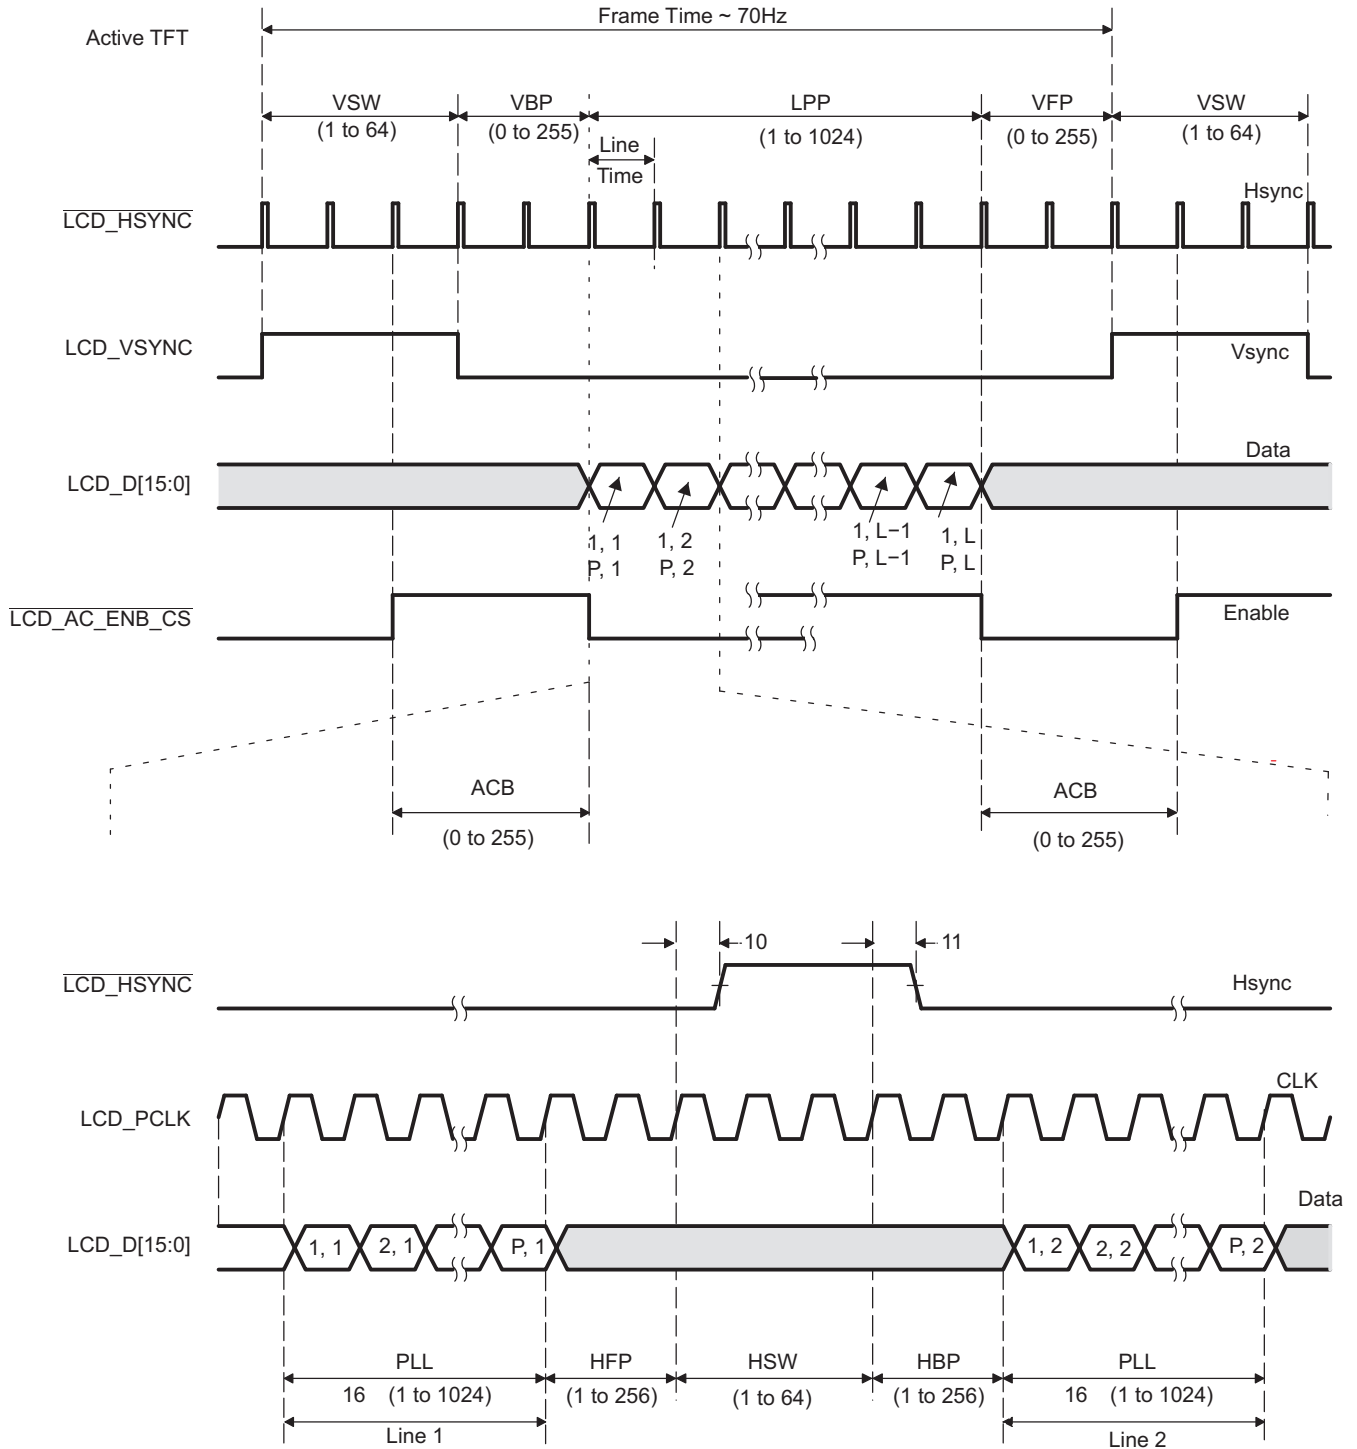 Frame Time ~ 70Hz
Active TFT
VSW
VBP
LPP
VFP
VSW
(1 to 64)
(0 to 255)
(1 to 1024)
(0 to 255)
(1 to 64)
Line
Time
LCD_HSYNC
Hsync
LCD_VSYNC
Vsync
LCD_D[15:0]
Data
1, 1
P, 1
1, 2
P, 2
1, L−1
P, L−1
1, L
P, L
LCD_AC_ENB_CS
Enable
ACB
(0 to 255)
ACB
(0 to 255)
10
11
LCD_HSYNC
Hsync
LCD_PCLK
CLK
LCD_D[15:0]
Data
1, 1
2, 1
P, 1
1, 2
2, 2
P, 2
PLL
HFP
HSW
HBP
PLL
16 (1 to 1024)
(1 to 256)
(1 to 64)
(1 to 256)
16 (1 to 1024)
Line 1
Line 2